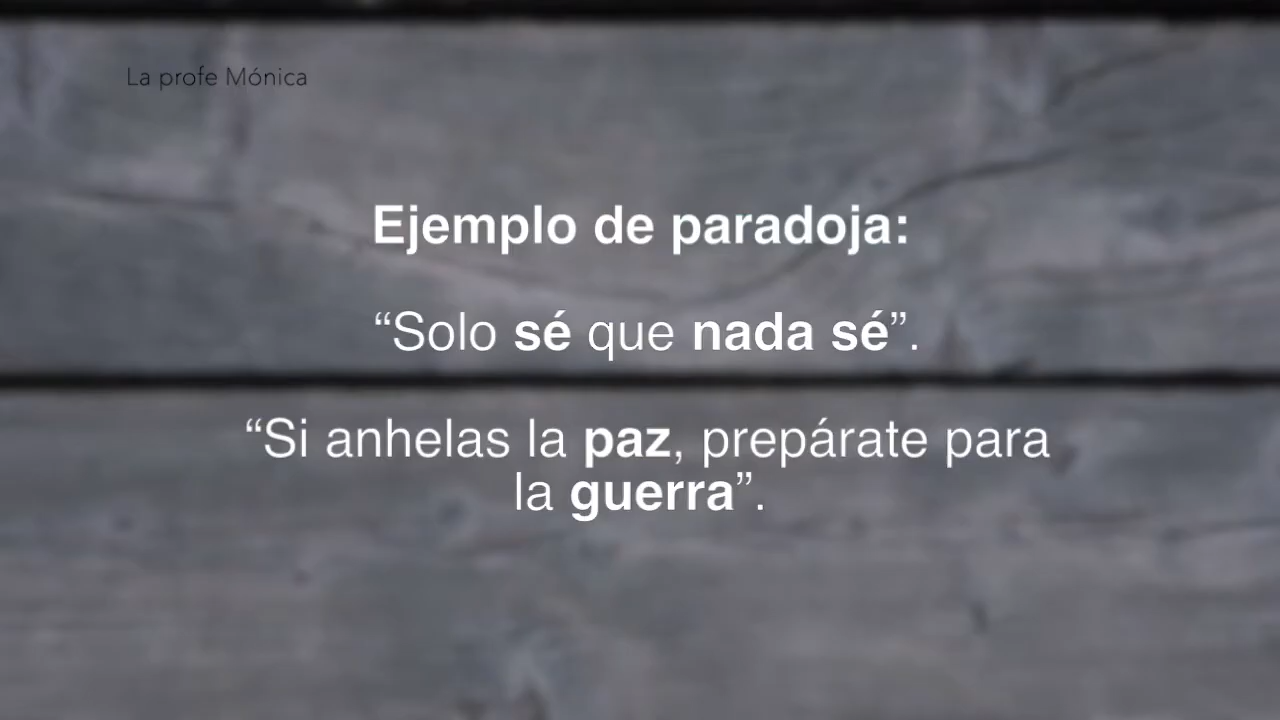 La profe Mónica
Ejemplo de paradoja:
“Solo sé que nada sé”.
“Si anhelas la paz, prepárate para
la guerra”.